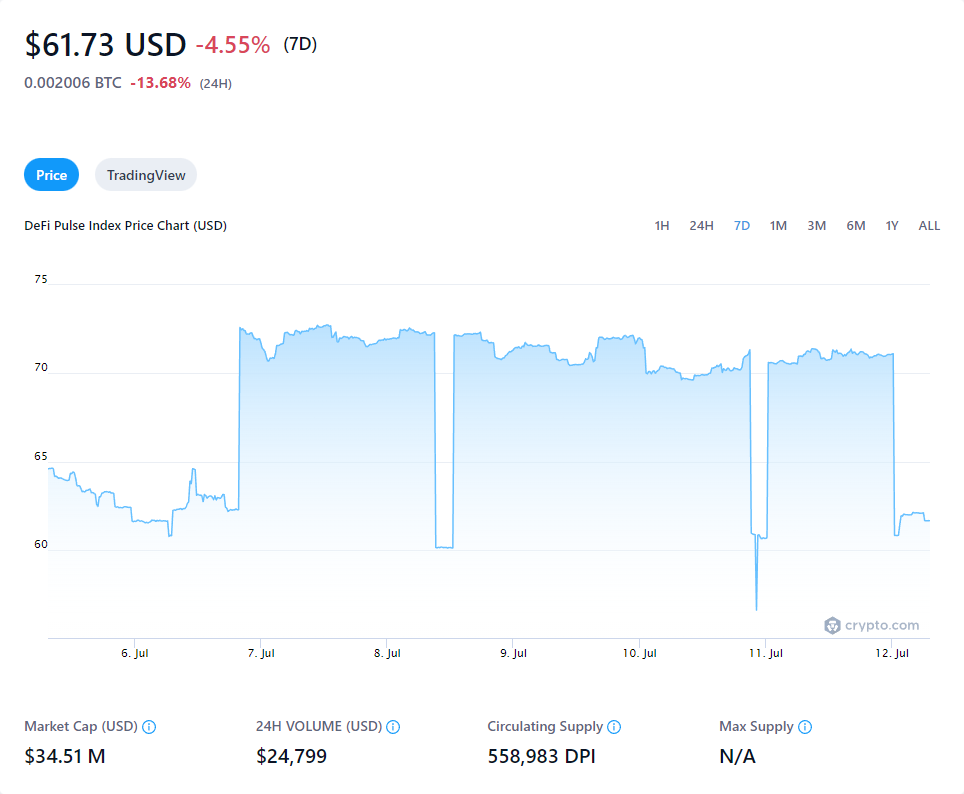 $61.73 USD -4.55% (7D)
0.002006 BTC -13.68% (24H)
Price TradingView
DeFi Pulse Index Price Chart (USD) 1H 24H 7D 1M 3M 6M 1Y ALL
75
70
65
60
crypto.com
6. Jul 7. Jul 8. Jul 9. Jul 10. Jul 11. Jul 12. Jul
Market Cap (USD) 24H VOLUME (USD) Circulating Supply Max Supply
$34.51 M $24,799 558,983 DPI N/A